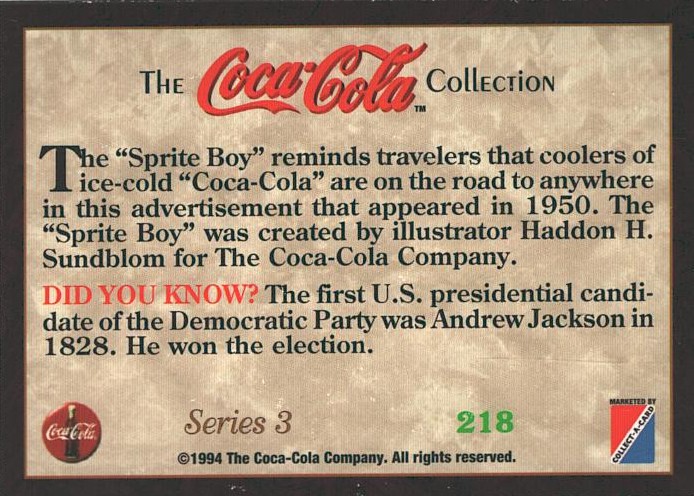 The Coca-Cola™ Collection
The “Sprite Boy” reminds travelers that coolers of
ice-cold “Coca-Cola” are on the road to anywhere
in this advertisement that appeared in 1950. The
“Sprite Boy” was created by illustrator Haddon H.
Sundblom for The Coca-Cola Company.
DID YOU KNOW? The first U.S. presidential candi-
date of the Democratic Party was Andrew Jackson in
1828. He won the election.
Coca-Cola
Series 3
218
MARKETED BY
COLLECT-A-CARD
©1994 The Coca-Cola Company. All rights reserved.